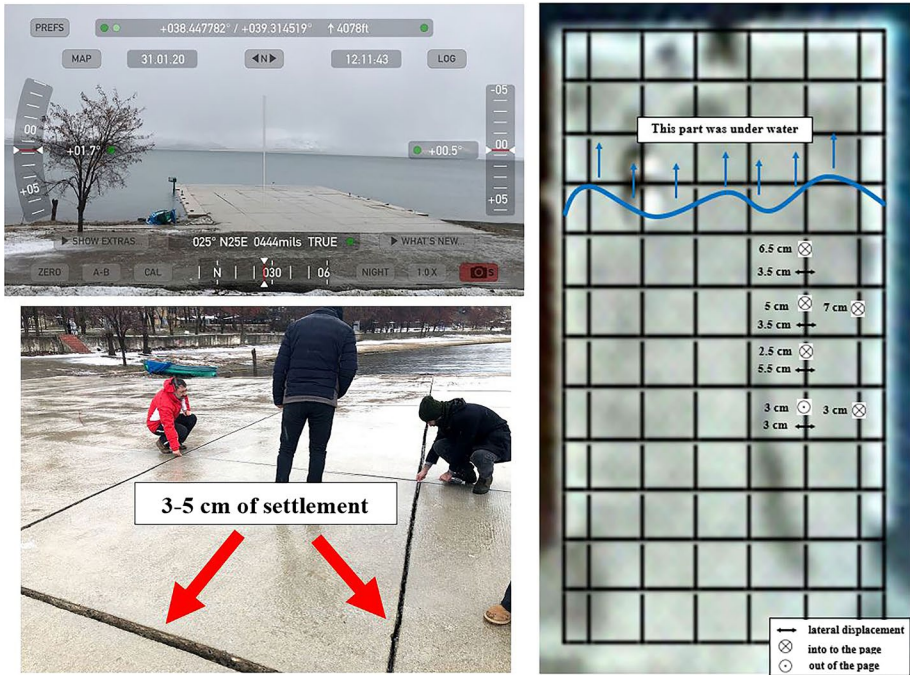 PREFS
+038.447782° / +039.314519° ↑ 4078ft
MAP
31.01.20
◀N▶
12:11:43
LOG
00
+05
+1.7°
+00.5°
-05
00
+05
▶ SHOW EXTRAS...
025° N25E 0444mils TRUE
▶ WHAT'S NEW...
ZERO
A-B
CAL
N
030
06
NIGHT
1.0 X
S
3-5 cm of settlement
This part was under water
6.5 cm
3.5 cm
5 cm
7 cm
3.5 cm
2.5 cm
5.5 cm
3 cm
3 cm
3 cm
lateral displacement
into to the page
out of the page